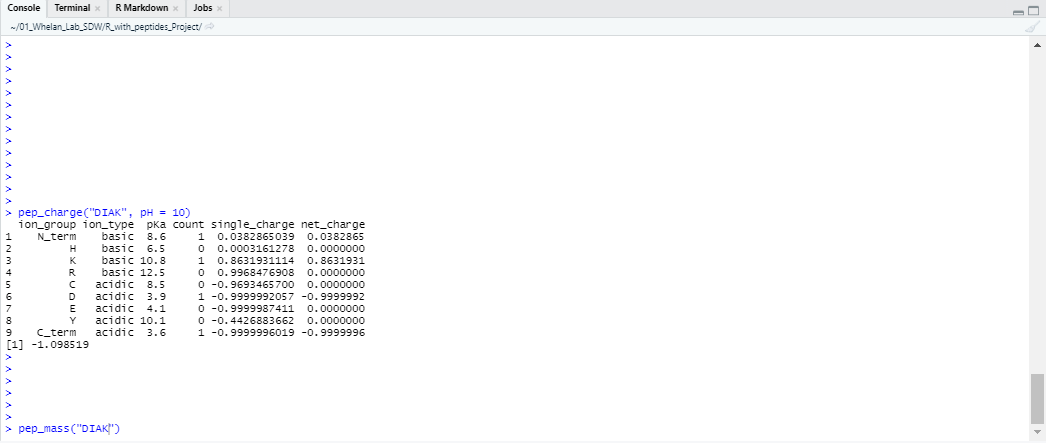 Console Terminal × R Markdown × Jobs ×
~/01_Whelan_Lab_SDW/R_with_peptides_Project/
>
>
>
>
>
>
>
>
>
>
>
>
>
>
> pep_charge("DIAK", pH = 10)
ion_group ion_type pKa count single_charge net_charge
1 N_term basic 8.6 1 0.0382865039 0.0382865
2 H basic 6.5 0 0.0003161278 0.0000000
3 K basic 10.8 1 0.8631931114 0.8631931
4 R basic 12.5 0 0.9968476908 0.0000000
5 C acidic 8.5 0 -0.9693465700 0.0000000
6 D acidic 3.9 1 -0.9999992057 -0.9999992
7 E acidic 4.1 0 -0.9999987411 0.0000000
8 Y acidic 10.1 0 -0.4426883662 0.0000000
9 C_term acidic 3.6 1 -0.9999996019 -0.9999996
[1] -1.098519
>
>
>
>
>
>
> pep_mass("DIAK")